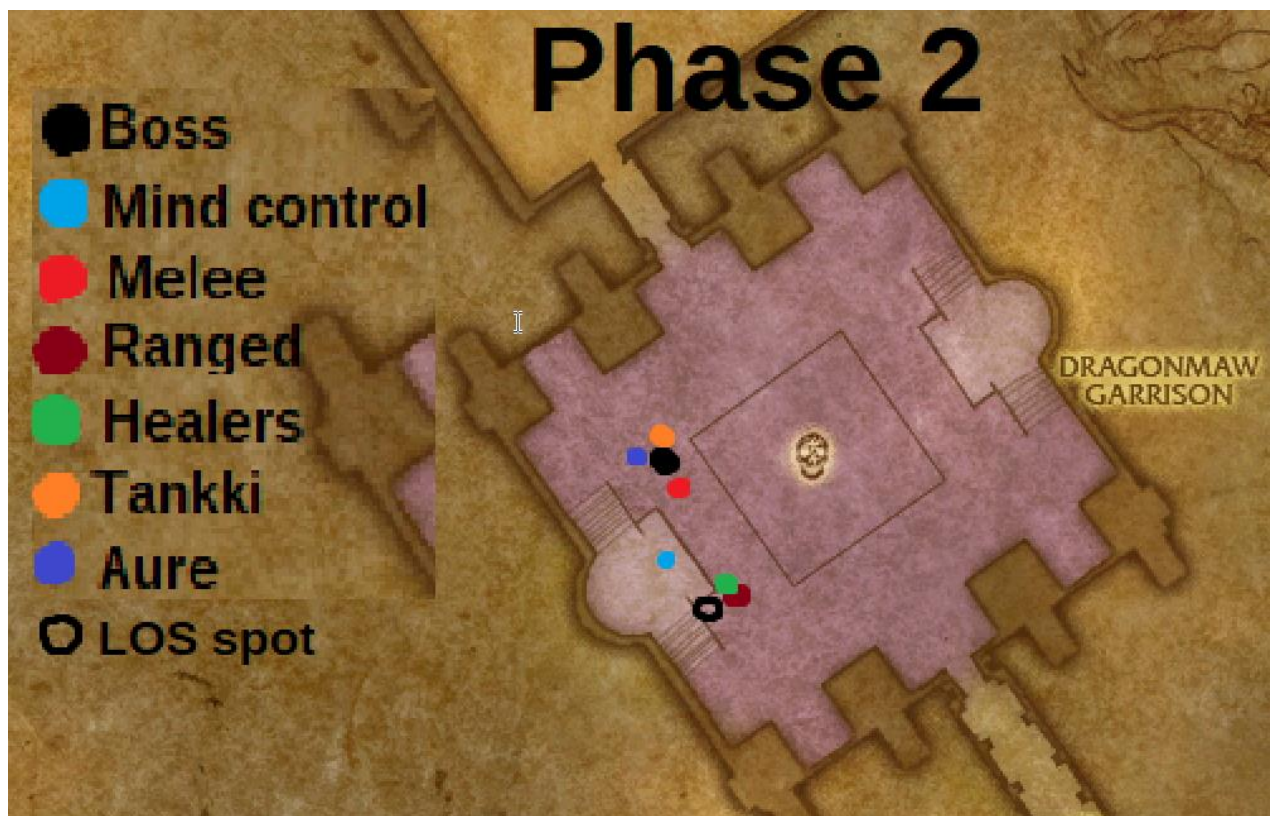 Phase 2
Boss
Mind control
Melee
Ranged
Healers
Tankki
Aure
LOS spot
DRAGONMAW
GARRISON